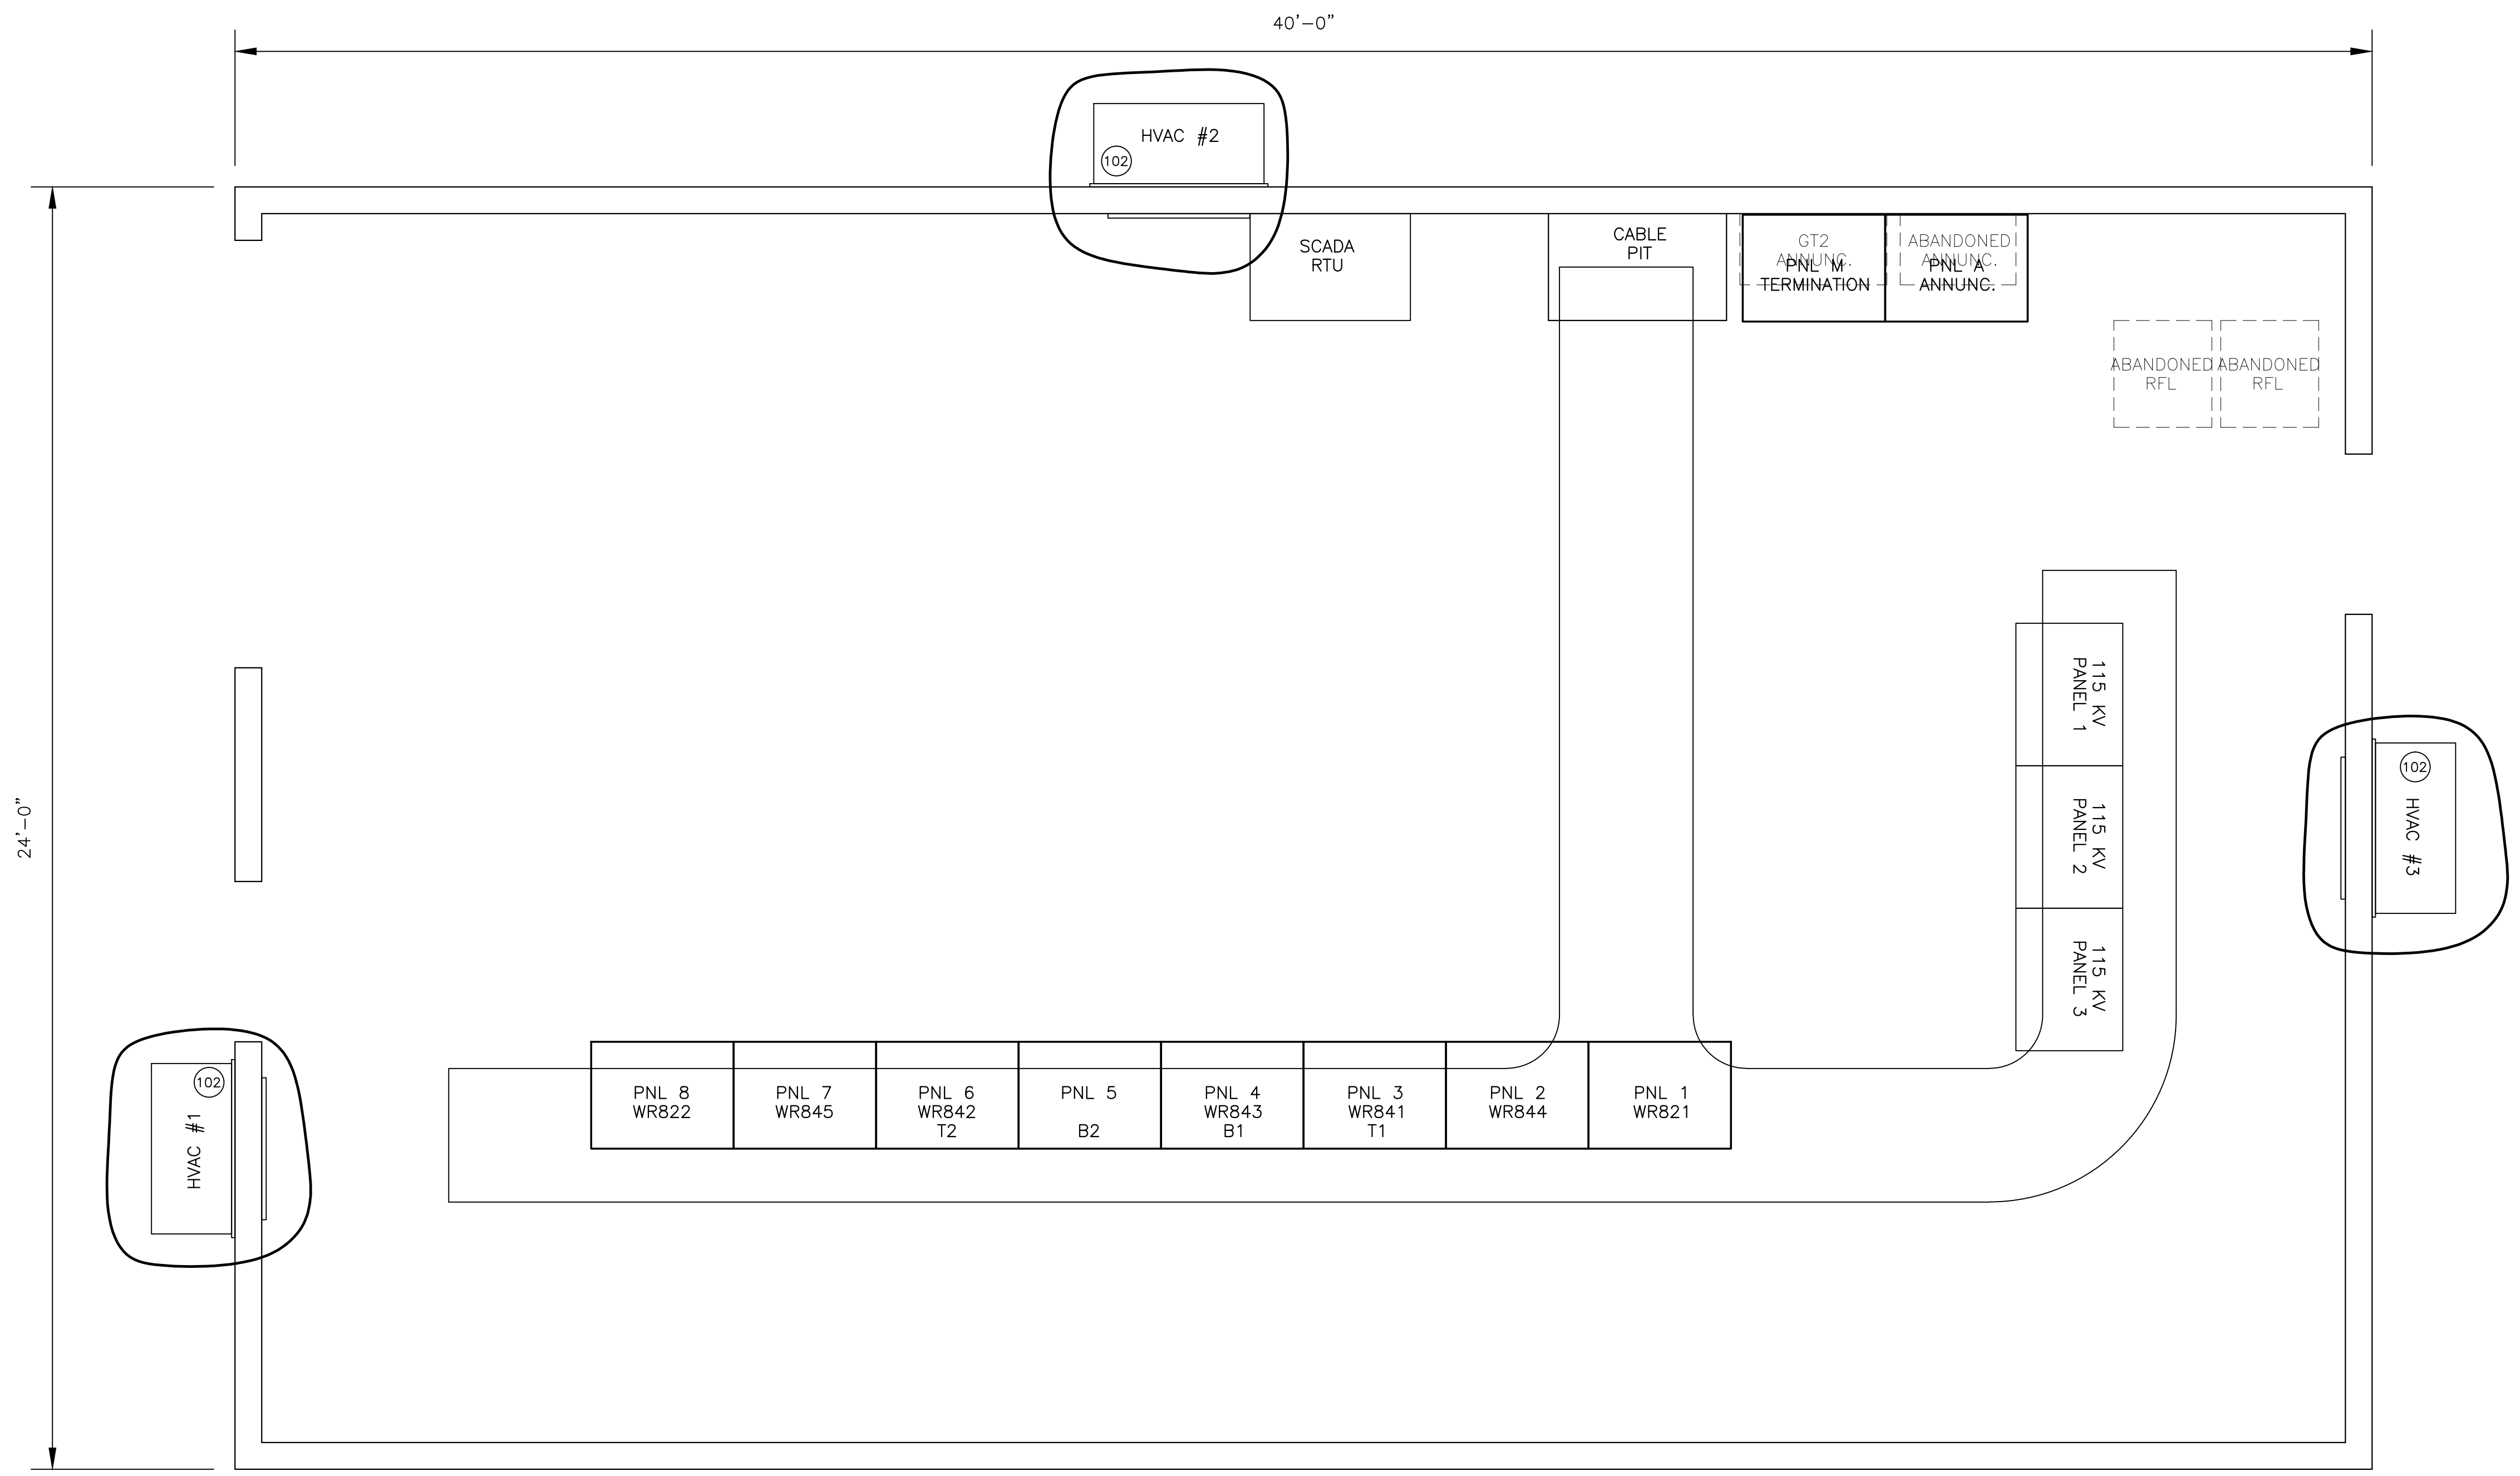 40'-0"
HVAC #2
102
SCADA
RTU
CABLE
PIT
GT2
ANNUNC.
PNL M
TERMINATION
ABANDONED
ANNUNC.
PNL A
ANNUNC.
ABANDONED
RFL
ABANDONED
RFL
24'-0"
115 KV
PANEL 1
115 KV
PANEL 2
115 KV
PANEL 3
102
HVAC #3
102
HVAC #1
PNL 8
WR822
PNL 7
WR845
PNL 6
WR842
T2
PNL 5
B2
PNL 4
WR843
B1
PNL 3
WR841
T1
PNL 2
WR844
PNL 1
WR821